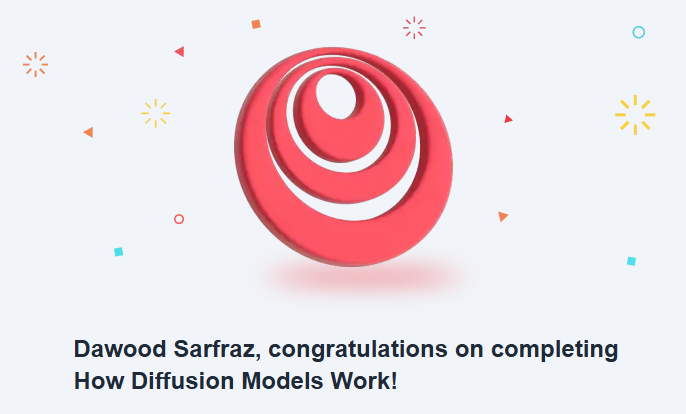 Dawood Sarfraz, congratulations on completing
How Diffusion Models Work!